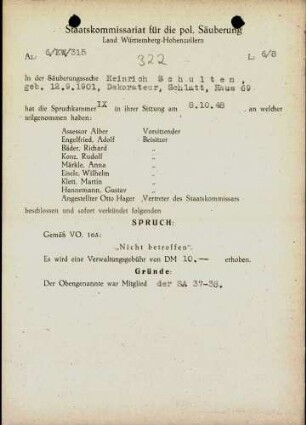 Staatskommissariat für die pol. Säuberung
Land Württemberg-Hohenzollern
Az. 6/EW/315
322
L: 6/8
In der Säuberungssache Heinrich Schulten,
geb. 12.9.1901, Dekorateur, Schlatt, Haus 69
hat die Spruchkammer IX in ihrer Sitzung am 8.10.48 , an welcher
teilgenommen haben:
Assessor Alber Vorsitzender
Engelfried, Adolf Beisitzer
Bäder, Richard "
Konz, Rudolf "
Märkle, Anna "
Eisele, Wilhelm "
Klett, Martin "
Hannemann, Gustav "
Angestellter Otto Hager , Vertreter des Staatskommissars
beschlossen und sofort verkündet folgenden
SPRUCH:
Gemäß VO. 165:
„Nicht betroffen".
Es wird eine Verwaltungsgebühr von DM 10.-- erhoben.
Gründe:
Der Obengenannte war Mitglied der SA 37-38.